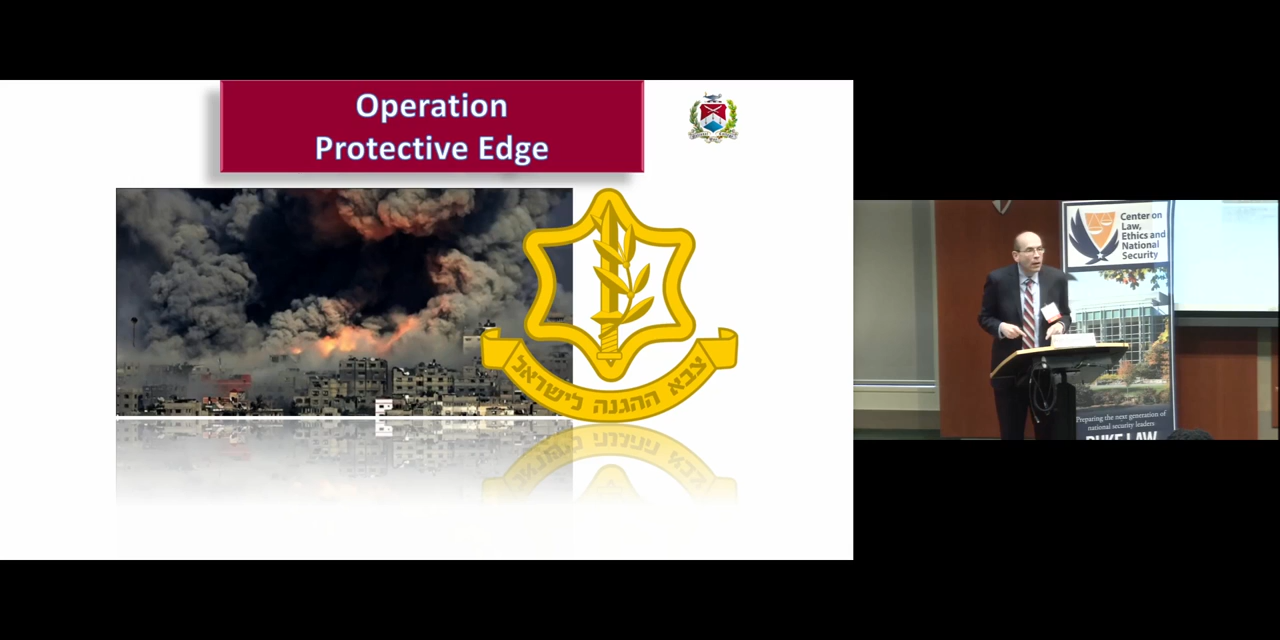 Operation
Protective Edge
צבא ההגנה לישראל
Center on
Law,
Ethics and
National
Security
Preparing the next generation of
national security leaders
DUKE LAW